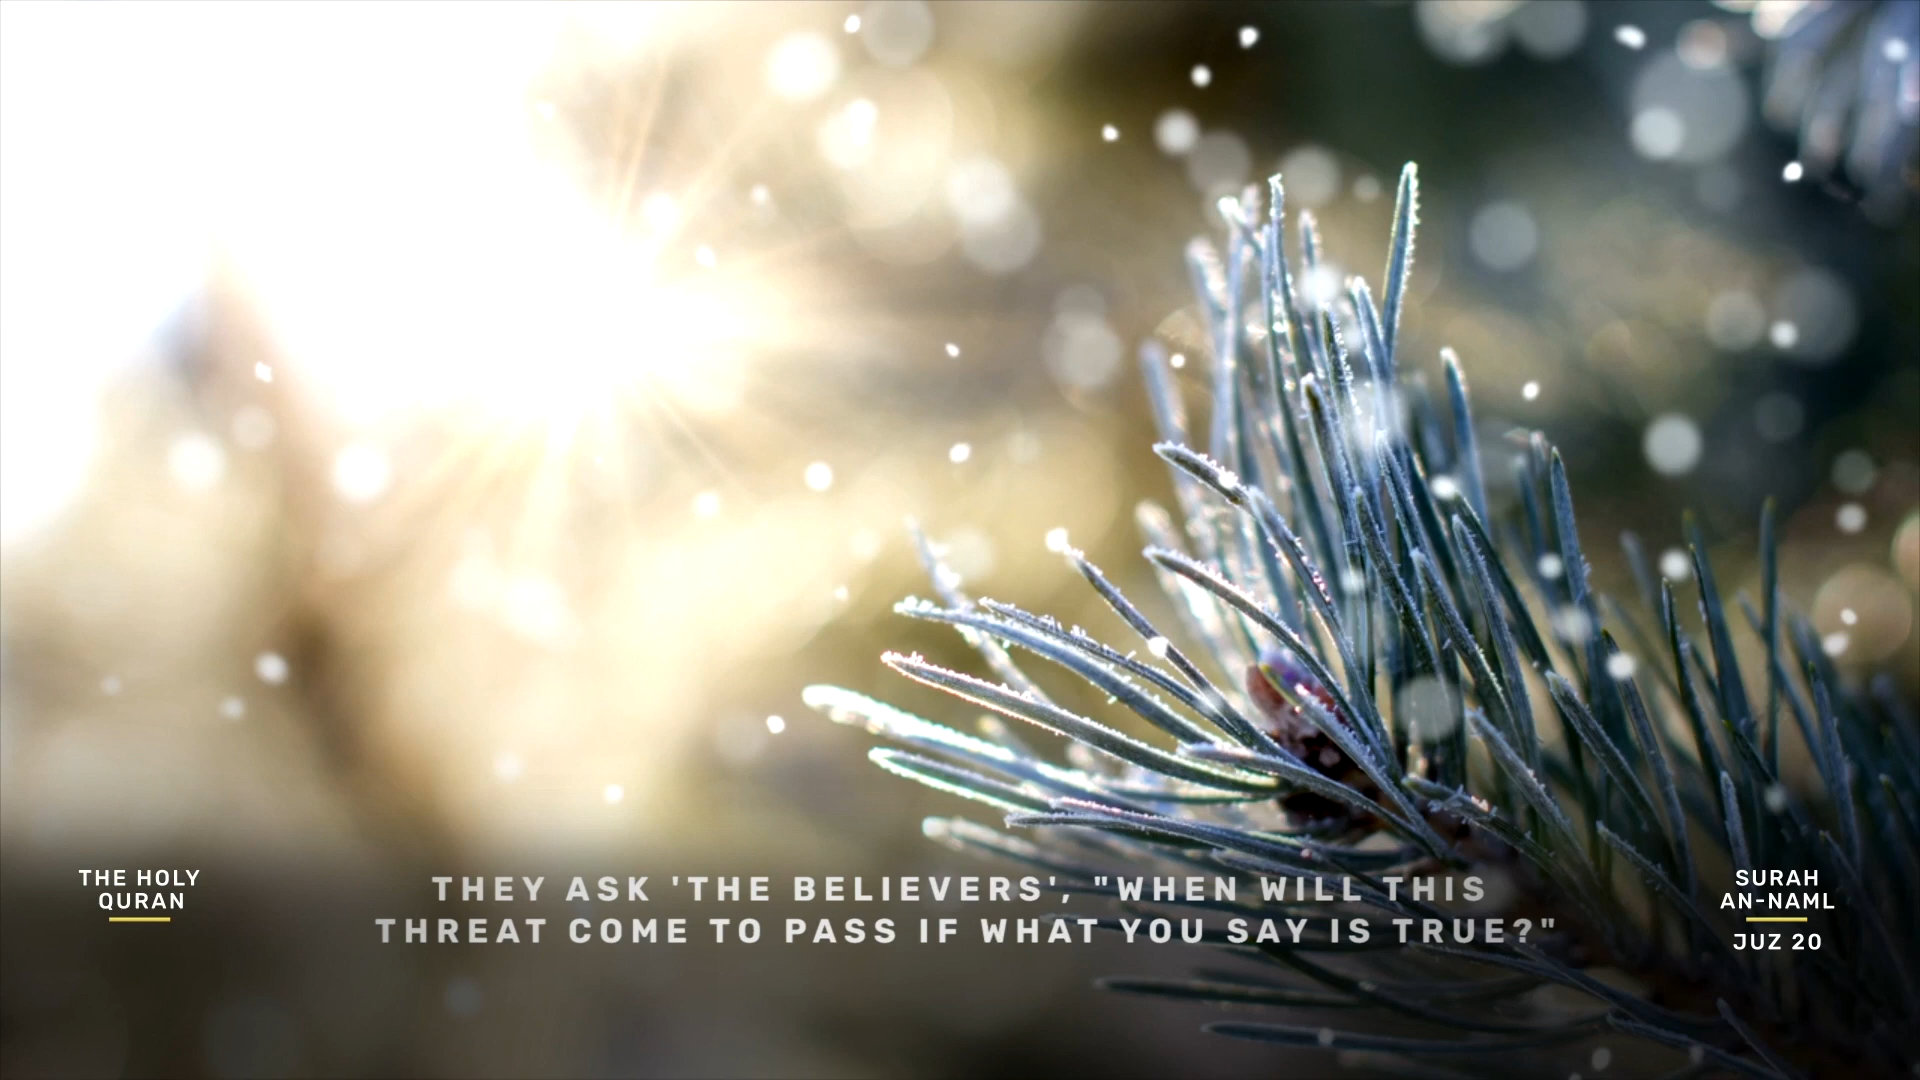 THE HOLY
QURAN
THEY ASK 'THE BELIEVERS', "WHEN WILL THIS
THREAT COME TO PASS IF WHAT YOU SAY IS TRUE?"
SURAH
AN-NAML
JUZ 20